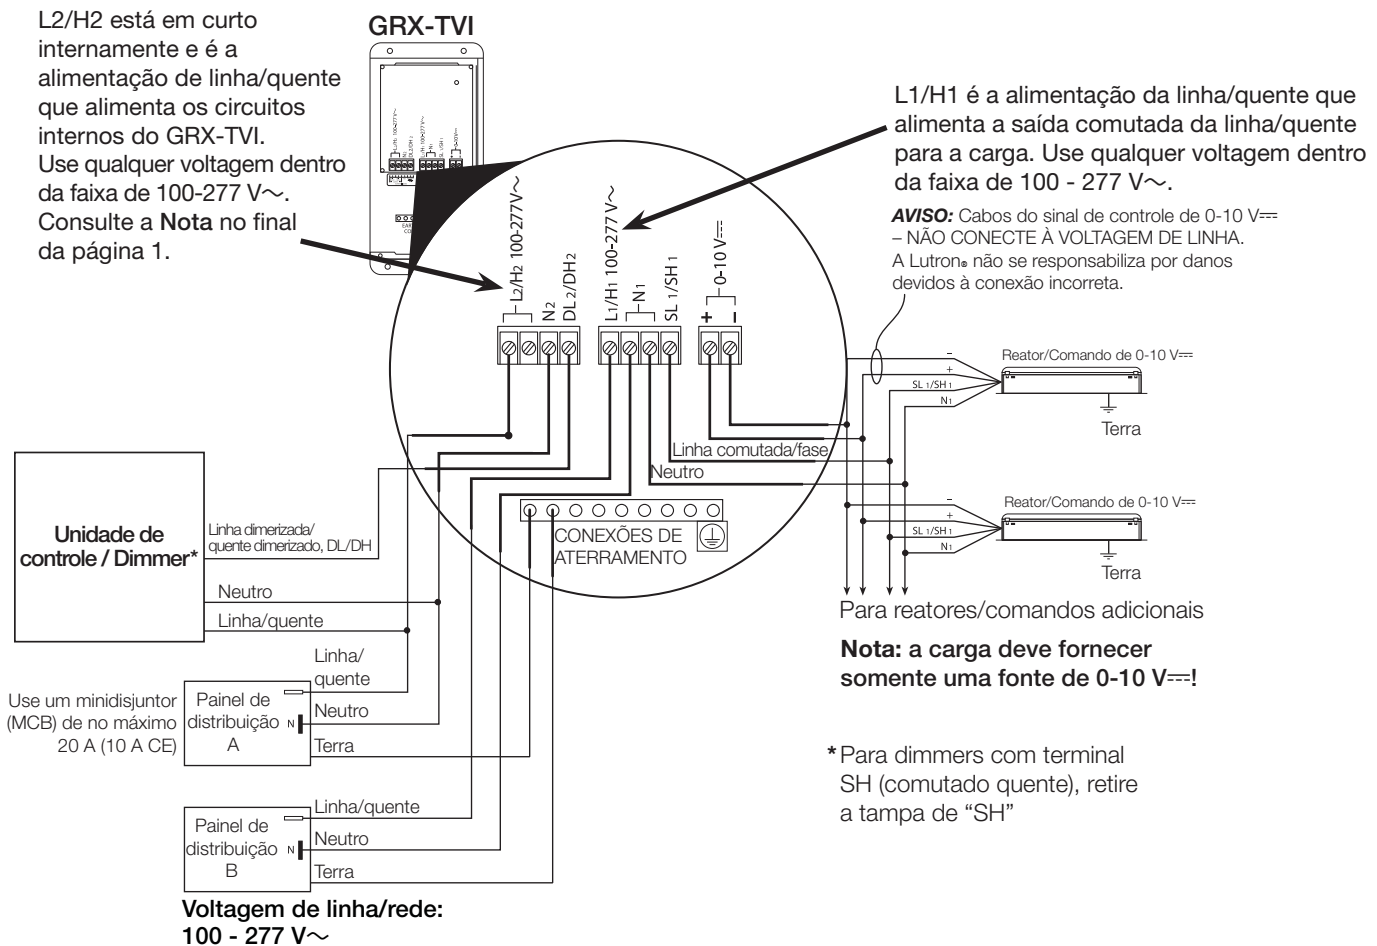 L2/H2 está em curto
internamente e é a
alimentação de linha/quente
que alimenta os circuitos
internos do GRX-TVI.
Use qualquer voltagem dentro
da faixa de 100-277 V~.
Consulte a Nota no final
da página 1.
GRX-TVI
L1/H1 é a alimentação da linha/quente que
alimenta a saída comutada da linha/quente
para a carga. Use qualquer voltagem dentro
da faixa de 100 - 277 V~.
AVISO: Cabos do sinal de controle de 0-10 V⎓
– NÃO CONECTE À VOLTAGEM DE LINHA.
A Lutron® não se responsabiliza por danos
devidos à conexão incorreta.
L2/H2 100-277 V~
N2
DL 2/DH2
L1/H1 100-277 V~
N1
SL 1/SH 1
0-10 V⎓
+ –
–
+
SL 1/SH 1
N1
Reator/Comando de 0-10 V⎓
Terra
Linha comutada/fase
Neutro
–
+
SL 1/SH 1
N1
Reator/Comando de 0-10 V⎓
Terra
CONEXÕES DE
ATERRAMENTO
Para reatores/comandos adicionais
Nota: a carga deve fornecer
somente uma fonte de 0-10 V⎓!
*Para dimmers com terminal
SH (comutado quente), retire
a tampa de “SH”
Unidade de
controle / Dimmer*
Linha dimerizada/
quente dimerizado, DL/DH
Neutro
Linha/quente
Use um minidisjuntor
(MCB) de no máximo
20 A (10 A CE)
Painel de
distribuição N
A
Linha/
quente
Neutro
Terra
Painel de
distribuição N
B
Linha/quente
Neutro
Terra
Voltagem de linha/rede:
100 - 277 V~